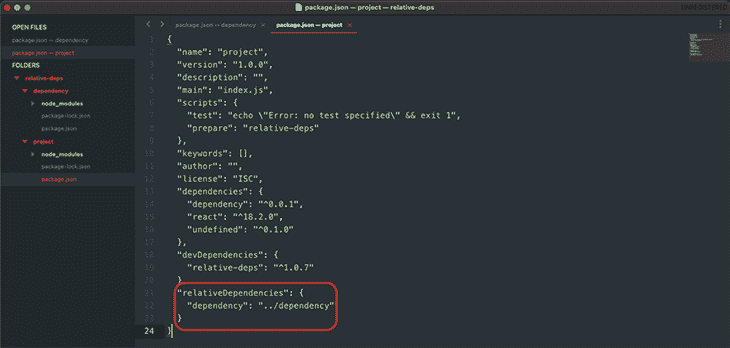 package.json — project — relative-deps
UNREGISTERED
OPEN FILES
package.json — dependency
package.json — project
FOLDERS
relative-deps
dependency
node_modules
package-lock.json
package.json
project
node_modules
package-lock.json
package.json
package.json — dependency
package.json — project
1 {
2 "name": "project",
3 "version": "1.0.0",
4 "description": "",
5 "main": "index.js",
6 "scripts": {
7 "test": "echo \"Error: no test specified\" && exit 1",
8 "prepare": "relative-deps"
9 },
10 "keywords": [],
11 "author": "",
12 "license": "ISC",
13 "dependencies": {
14 "dependency": "^0.0.1",
15 "react": "^18.2.0",
16 "undefined": "^0.1.0"
17 },
18 "devDependencies": {
19 "relative-deps": "^1.0.7"
20 }
21 "relativeDependencies": {
22 "dependency": "../dependency"
23 }
24 }